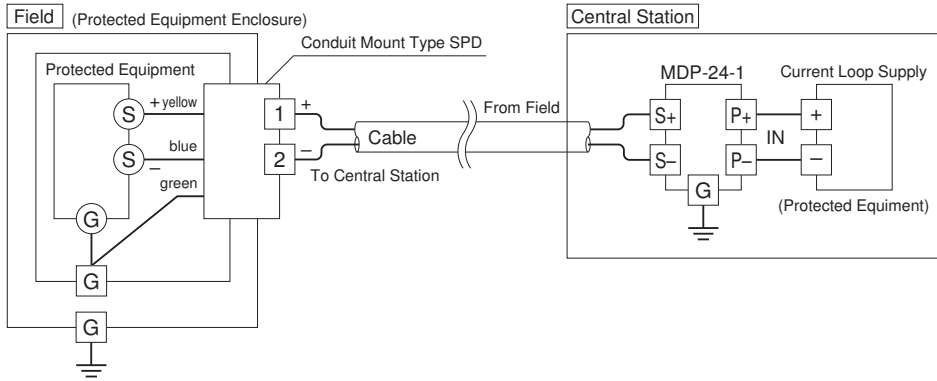 Field (Protected Equipment Enclosure)
Conduit Mount Type SPD
Protected Equipment
S
+ yellow
S
–
blue
green
G
G
G
1
+
2
–
Cable
From Field
To Central Station
Central Station
MDP-24-1
Current Loop Supply
S+
P+
+
IN
S–
P–
–
G
(Protected Equiment)